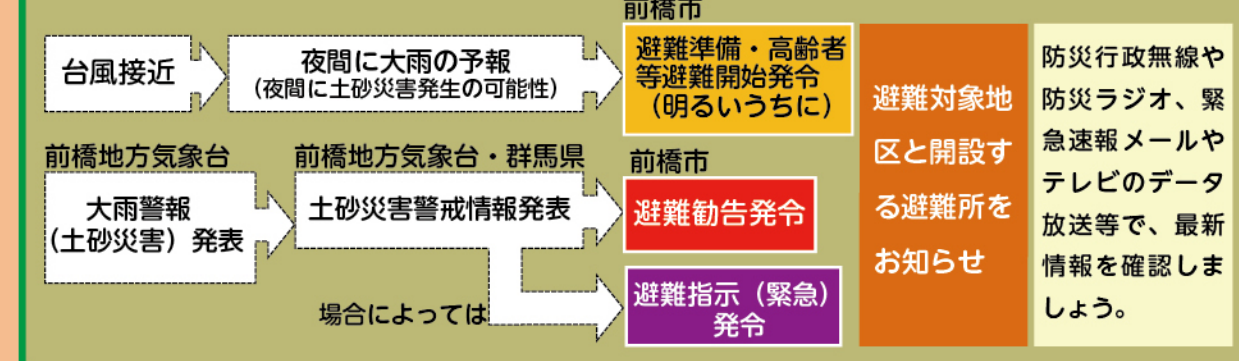 前橋市
台風接近
夜間に大雨の予報
(夜間に土砂災害発生の可能性)
避難準備・高齢者
等避難開始発令
(明るいうちに)
前橋地方気象台
大雨警報
(土砂災害)発表
前橋地方気象台・群馬県
土砂災害警戒情報発表
前橋市
避難勧告発令
場合によっては
避難指示(緊急)
発令
避難対象地
区と開設す
る避難所を
お知らせ
防災行政無線や
防災ラジオ、緊
急速報メールや
テレビのデータ
放送等で、最新
情報を確認しま
しょう。